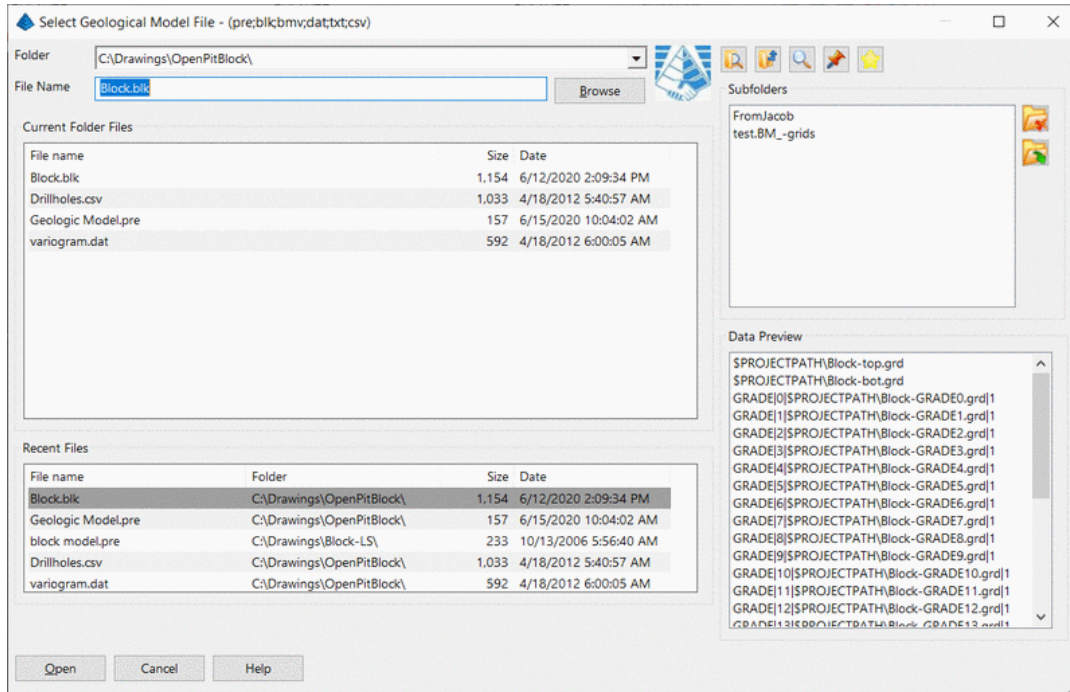 Select Geological Model File - (pre;blk;bmv;dat;txt;csv)
Folder C:\Drawings\OpenPitBlock\
File Name Block.blk Browse
Current Folder Files
File name Size Date
Block.blk 1,154 6/12/2020 2:09:34 PM
Drillholes.csv 1,033 4/18/2012 5:40:57 AM
Geologic Model.pre 157 6/15/2020 10:04:02 AM
variogram.dat 592 4/18/2012 6:00:05 AM
Recent Files
File name Folder Size Date
Block.blk C:\Drawings\OpenPitBlock\ 1,154 6/12/2020 2:09:34 PM
Geologic Model.pre C:\Drawings\OpenPitBlock\ 157 6/15/2020 10:04:02 AM
block model.pre C:\Drawings\Block-LS\ 233 10/13/2006 5:56:40 AM
Drillholes.csv C:\Drawings\OpenPitBlock\ 1,033 4/18/2012 5:40:57 AM
variogram.dat C:\Drawings\OpenPitBlock\ 592 4/18/2012 6:00:05 AM
Open Cancel Help
Subfolders
FromJacob
test.BM_-grids
Data Preview
$PROJECTPATH\Block-top.grd
$PROJECTPATH\Block-bot.grd
GRADE|0|$PROJECTPATH\Block-GRADE0.grd|1
GRADE|1|$PROJECTPATH\Block-GRADE1.grd|1
GRADE|2|$PROJECTPATH\Block-GRADE2.grd|1
GRADE|3|$PROJECTPATH\Block-GRADE3.grd|1
GRADE|4|$PROJECTPATH\Block-GRADE4.grd|1
GRADE|5|$PROJECTPATH\Block-GRADE5.grd|1
GRADE|6|$PROJECTPATH\Block-GRADE6.grd|1
GRADE|7|$PROJECTPATH\Block-GRADE7.grd|1
GRADE|8|$PROJECTPATH\Block-GRADE8.grd|1
GRADE|9|$PROJECTPATH\Block-GRADE9.grd|1
GRADE|10|$PROJECTPATH\Block-GRADE10.grd|1
GRADE|11|$PROJECTPATH\Block-GRADE11.grd|1
GRADE|12|$PROJECTPATH\Block-GRADE12.grd|1
GRADE|13|$PROJECTPATH\Block-GRADE13.grd|1